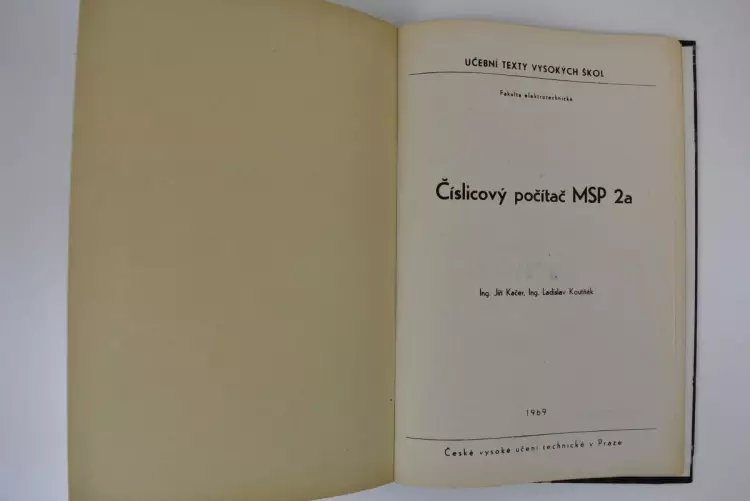 UČEBNÍ TEXTY VYSOKÝCH ŠKOL
Fakulta elektrotechnická
Číslicový počítač MSP 2a
Ing. Jiří Kačer, Ing. Ladislav
1969
České vysoké učení technické v Praze